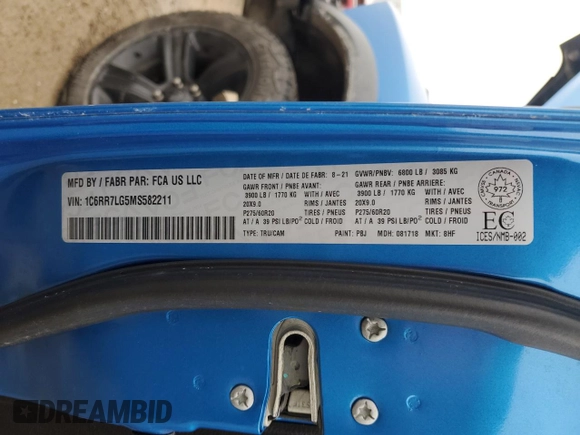 MFD BY / FABR PAR: FCA US LLC
VIN: 1C6RR7LG5MS582211
DATE OF MFR / DATE DE FABR: 8-21
GVWR/PNBV: 6800 LB / 3085 KG
GAWR FRONT / PNBE AVANT:
3900 LB / 1770 KG WITH / AVEC
20X9.0 RIMS / JANTES
P275/60R20 TIRES / PNEUS
AT / A 39 PSI LB/PO² COLD / FROID
TYPE: TRU/CAM
GAWR REAR / PNBE ARRIERE:
3900 LB / 1770 KG WITH / AVEC
20X9.0 RIMS / JANTES
P275/60R20 TIRES / PNEUS
AT / A 39 PSI LB/PO² COLD / FROID
PAINT: PBJ MDH: 081718 MKT: 8HF
CANADA
972
8
TRANSPORT
EC
ICES/NMB-002
DREAMBID